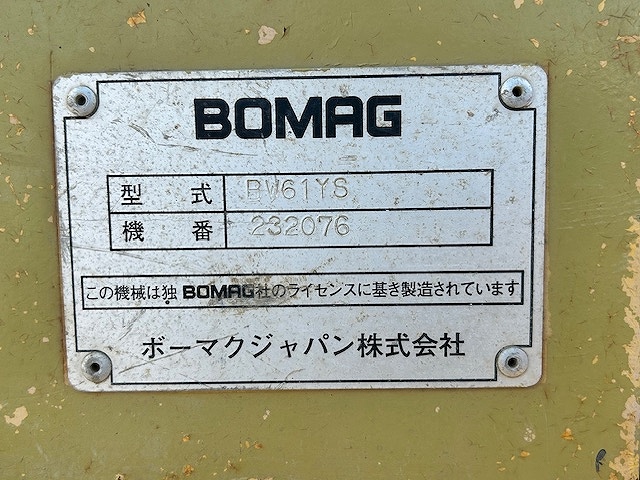 BOMAG
型式 BW61YS
機番 232076
この機械は独BOMAG社のライセンスに基き製造されています
ボーマクジャパン株式会社